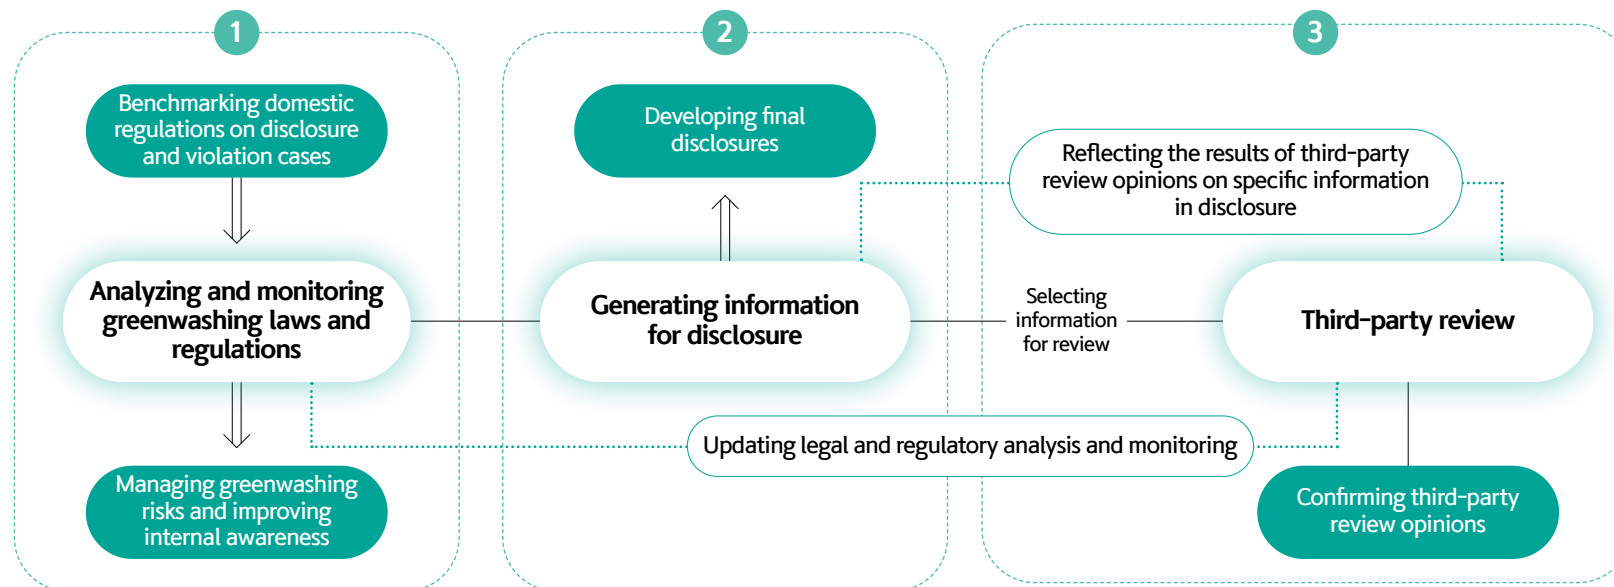 1
Benchmarking domestic
regulations on disclosure
and violation cases
Analyzing and monitoring
greenwashing laws and
regulations
Managing greenwashing
risks and improving
internal awareness
2
Developing final
disclosures
Generating information
for disclosure
Selecting
information
for review
Updating legal and regulatory analysis and monitoring
3
Reflecting the results of third-party
review opinions on specific information
in disclosure
Third-party review
Confirming third-party
review opinions